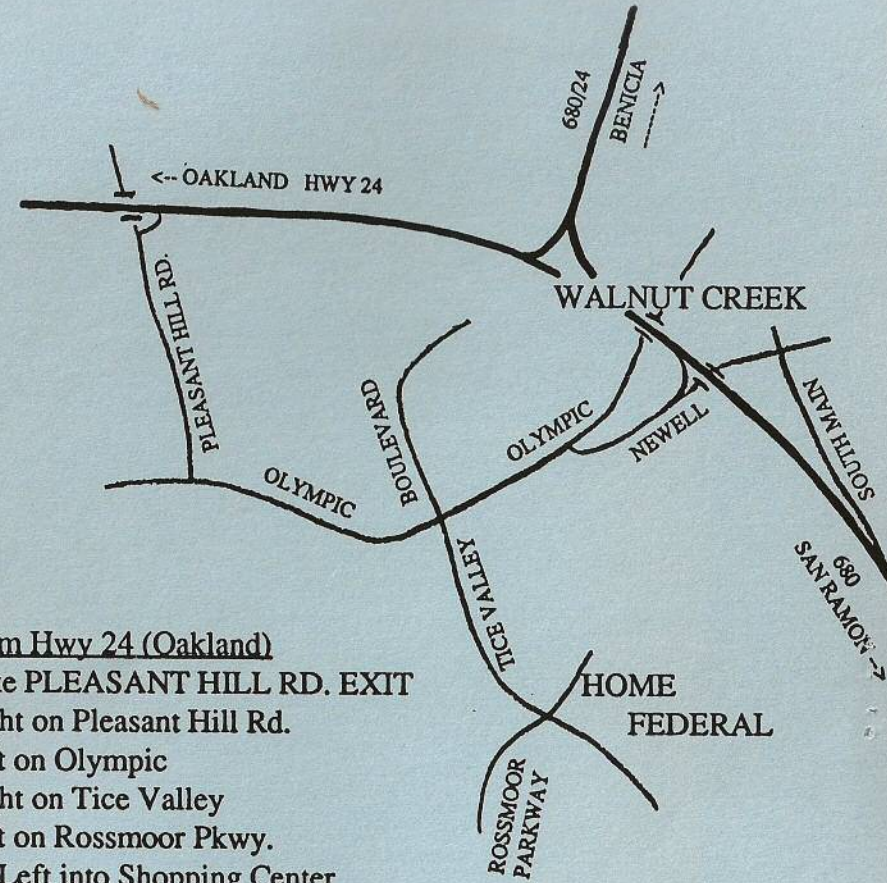 680/24
BENICIA
--->
<-- OAKLAND HWY 24
WALNUT CREEK
PLEASANT HILL RD.
BOULEVARD
OLYMPIC
NEWELL
SOUTH MAIN
OLYMPIC
680
SAN RAMON -->
TICE VALLEY
HOME
FEDERAL
ROSSMOOR
PARKWAY
m Hwy 24 (Oakland)
e PLEASANT HILL RD. EXIT
ht on Pleasant Hill Rd.
t on Olympic
ht on Tice Valley
t on Rossmoor Pkwy.
Left into Shopping Center